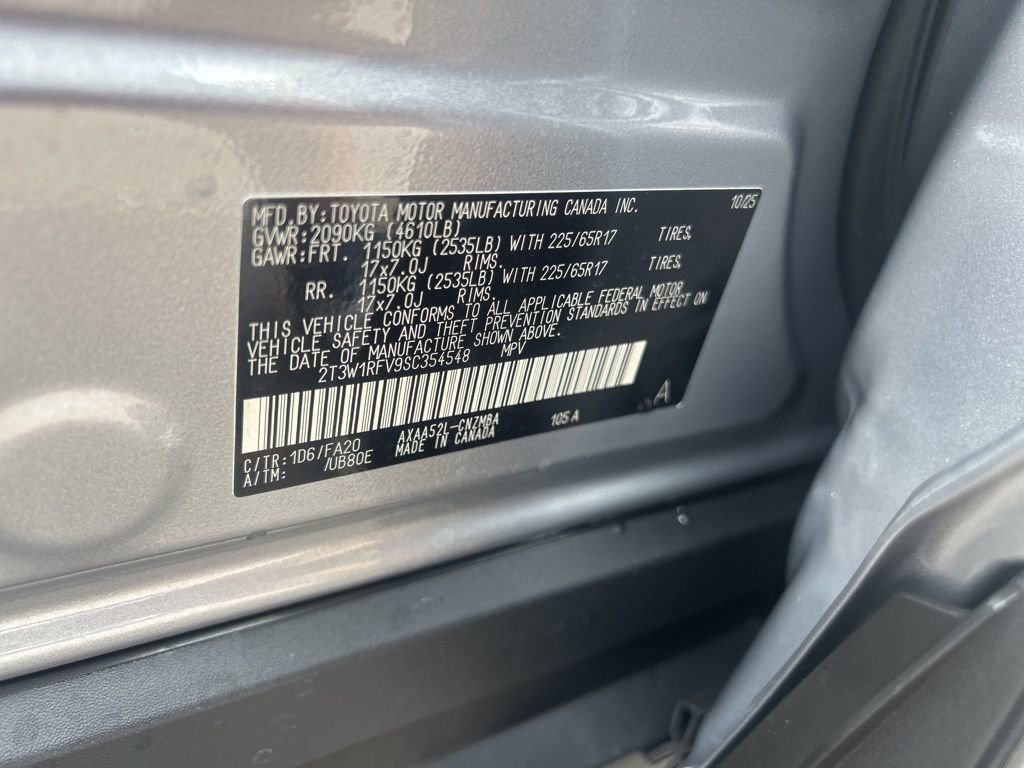 MFD.BY:TOYOTA MOTOR MANUFACTURING CANADA INC. 10/25
GVWR:2090KG (4610LB)
GAWR:FRT. 1150KG (2535LB) WITH 225/65R17 TIRES,
17x7.0J RIMS.
RR. 1150KG (2535LB) WITH 225/65R17 TIRES,
17x7.0J RIMS.
THIS VEHICLE CONFORMS TO ALL APPLICABLE FEDERAL MOTOR
VEHICLE SAFETY AND THEFT PREVENTION STANDARDS IN EFFECT ON
THE DATE OF MANUFACTURE SHOWN ABOVE.
2T3W1RFV9SC354548 MPV
A
C/TR:1D6/FA20 AXAA52L-CNZMBA 105A
A/TM: /UB80E MADE IN CANADA